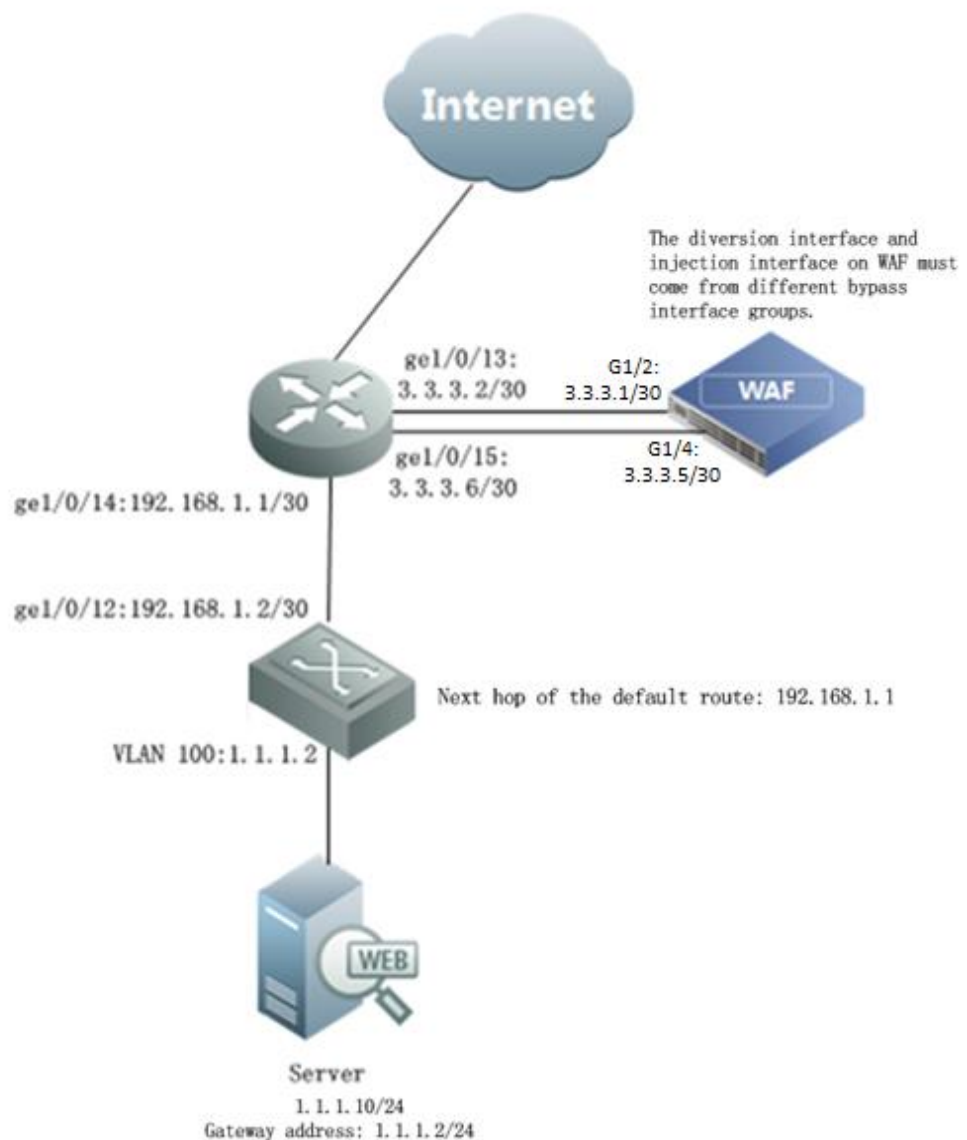 Internet
The diversion interface and
injection interface on WAF must
come from different bypass
interface groups.
ge1/0/13:
3.3.3.2/30
G1/2:
3.3.3.1/30
WAF
ge1/0/15:
3.3.3.6/30
G1/4:
3.3.3.5/30
ge1/0/14:192.168.1.1/30
ge1/0/12:192.168.1.2/30
Next hop of the default route: 192.168.1.1
VLAN 100:1.1.1.2
WEB
Server
1.1.1.10/24
Gateway address: 1.1.1.2/24